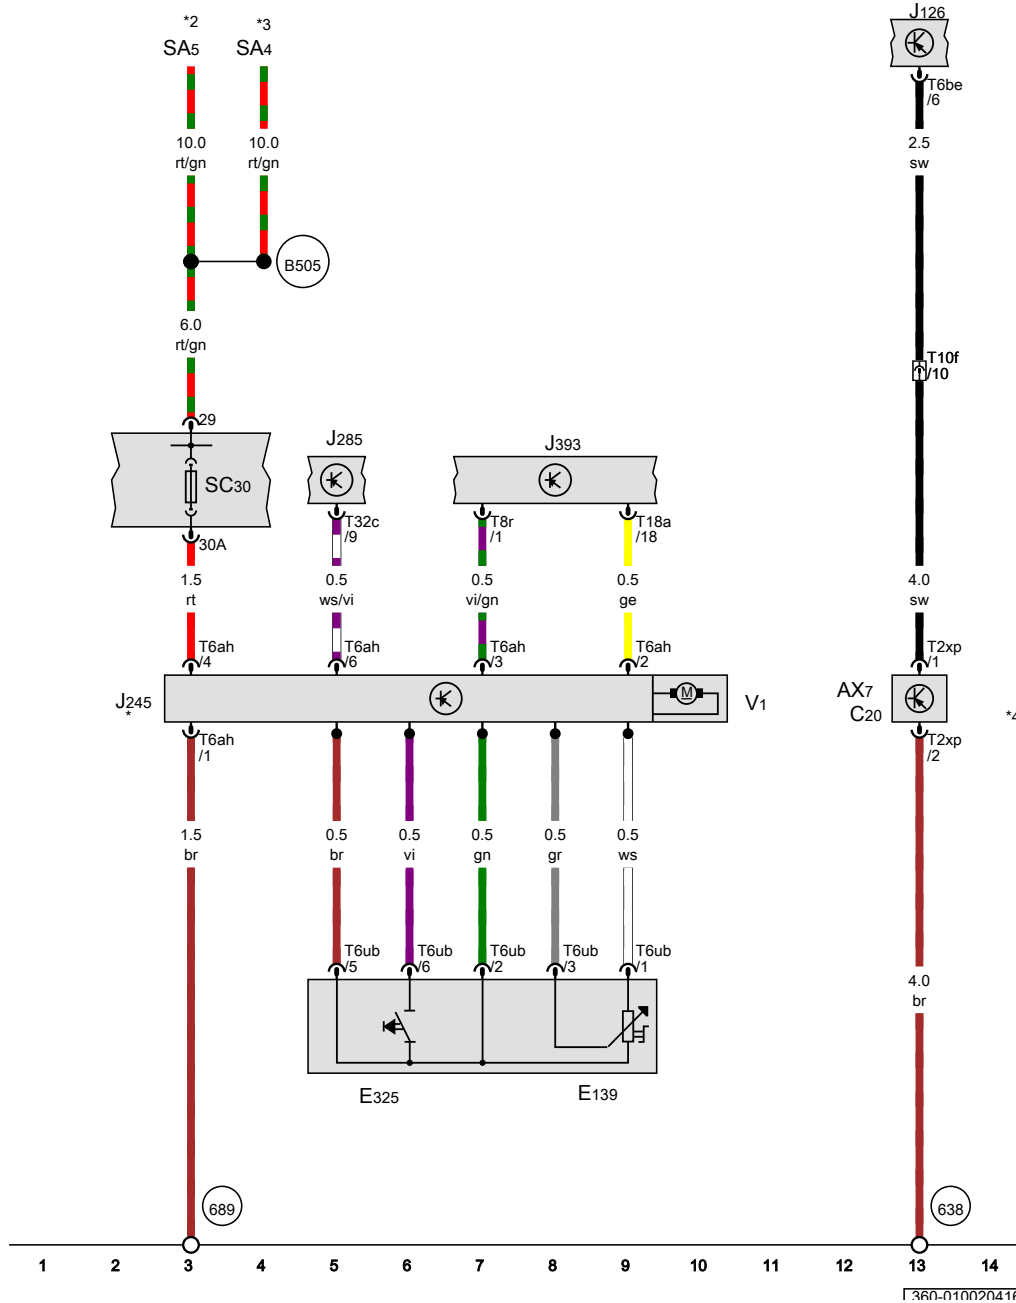 *2
*3
J126
SA5
SA4
T6be
/6
10.0
10.0
2.5
rt/gn
rt/gn
sw
B505
6.0
rt/gn
T10f
/10
29
J285
J393
SC30
T32c
/9
T8r
/1
T18a
/18
30A
1.5
0.5
0.5
0.5
4.0
rt
ws/vi
vi/gn
ge
sw
T6ah
/4
T6ah
/6
T6ah
/3
T6ah
/2
T2xp
/1
J245
*
M
V1
AX7
C20
*4
T6ah
/1
T2xp
/2
1.5
0.5
0.5
0.5
0.5
0.5
br
br
vi
gn
gr
ws
T6ub
/5
T6ub
/6
T6ub
/2
T6ub
/3
T6ub
/1
4.0
br
E325
E139
689
638
1 2 3 4 5 6 7 8 9 10 11 12 13 14
360-010020416